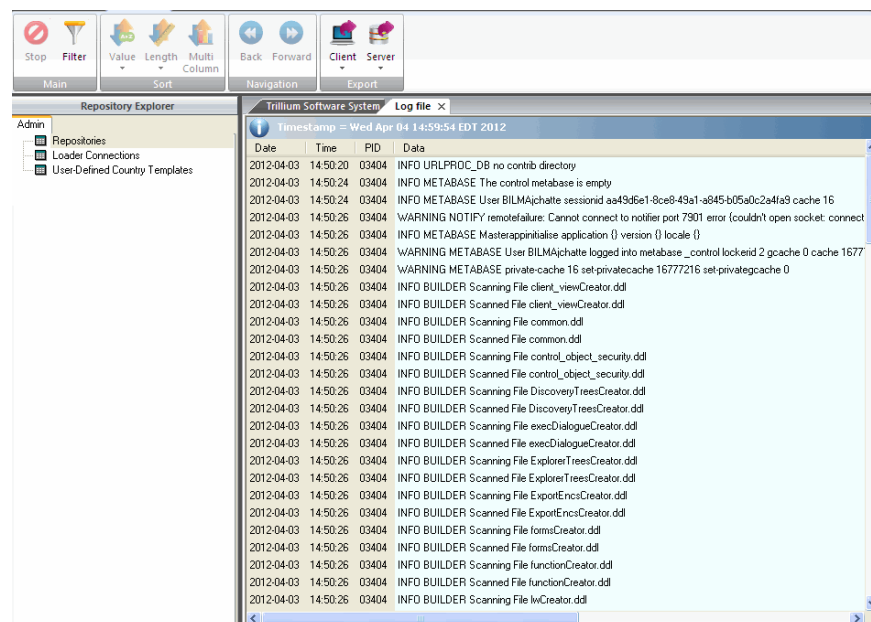 Stop Filter Value Length Multi Column Back Forward Client Server
Main Sort Navigation Export
Repository Explorer
Admin
Repositories
Loader Connections
User-Defined Country Templates
Trillium Software System Log file
Timestamp = Wed Apr 04 14:59:54 EDT 2012
Date Time PID Data
2012-04-03 14:50:20 03404 INFO URLPROC_DB no contrib directory
2012-04-03 14:50:24 03404 INFO METABASE The control metabase is empty
2012-04-03 14:50:24 03404 INFO METABASE User BILMAjchatte sessionid aa49d6e1-8ce8-49a1-a845-b05a0c2a4fa9 cache 16
2012-04-03 14:50:26 03404 WARNING NOTIFY remotefailure: Cannot connect to notifier port 7901 error (couldn't open socket: connect
2012-04-03 14:50:26 03404 INFO METABASE Masterappinitialise application {} version {} locale {}
2012-04-03 14:50:26 03404 WARNING METABASE User BILMAjchatte logged into metabase _control lockerid 2 gcache 0 cache 1677
2012-04-03 14:50:26 03404 WARNING METABASE private-cache 16 set-privatecache 16777216 set-privategcache 0
2012-04-03 14:50:26 03404 INFO BUILDER Scanning File client_viewCreator.ddl
2012-04-03 14:50:26 03404 INFO BUILDER Scanned File client_viewCreator.ddl
2012-04-03 14:50:26 03404 INFO BUILDER Scanning File common.ddl
2012-04-03 14:50:26 03404 INFO BUILDER Scanned File common.ddl
2012-04-03 14:50:26 03404 INFO BUILDER Scanning File control_object_security.ddl
2012-04-03 14:50:26 03404 INFO BUILDER Scanned File control_object_security.ddl
2012-04-03 14:50:26 03404 INFO BUILDER Scanning File DiscoveryTreesCreator.ddl
2012-04-03 14:50:26 03404 INFO BUILDER Scanned File DiscoveryTreesCreator.ddl
2012-04-03 14:50:26 03404 INFO BUILDER Scanning File execDialogueCreator.ddl
2012-04-03 14:50:26 03404 INFO BUILDER Scanned File execDialogueCreator.ddl
2012-04-03 14:50:26 03404 INFO BUILDER Scanning File ExplorerTreesCreator.ddl
2012-04-03 14:50:26 03404 INFO BUILDER Scanned File ExplorerTreesCreator.ddl
2012-04-03 14:50:26 03404 INFO BUILDER Scanning File ExportEncsCreator.ddl
2012-04-03 14:50:26 03404 INFO BUILDER Scanned File ExportEncsCreator.ddl
2012-04-03 14:50:26 03404 INFO BUILDER Scanning File formsCreator.ddl
2012-04-03 14:50:26 03404 INFO BUILDER Scanned File formsCreator.ddl
2012-04-03 14:50:26 03404 INFO BUILDER Scanning File functionCreator.ddl
2012-04-03 14:50:26 03404 INFO BUILDER Scanned File functionCreator.ddl
2012-04-03 14:50:26 03404 INFO BUILDER Scanning File lwCreator.ddl